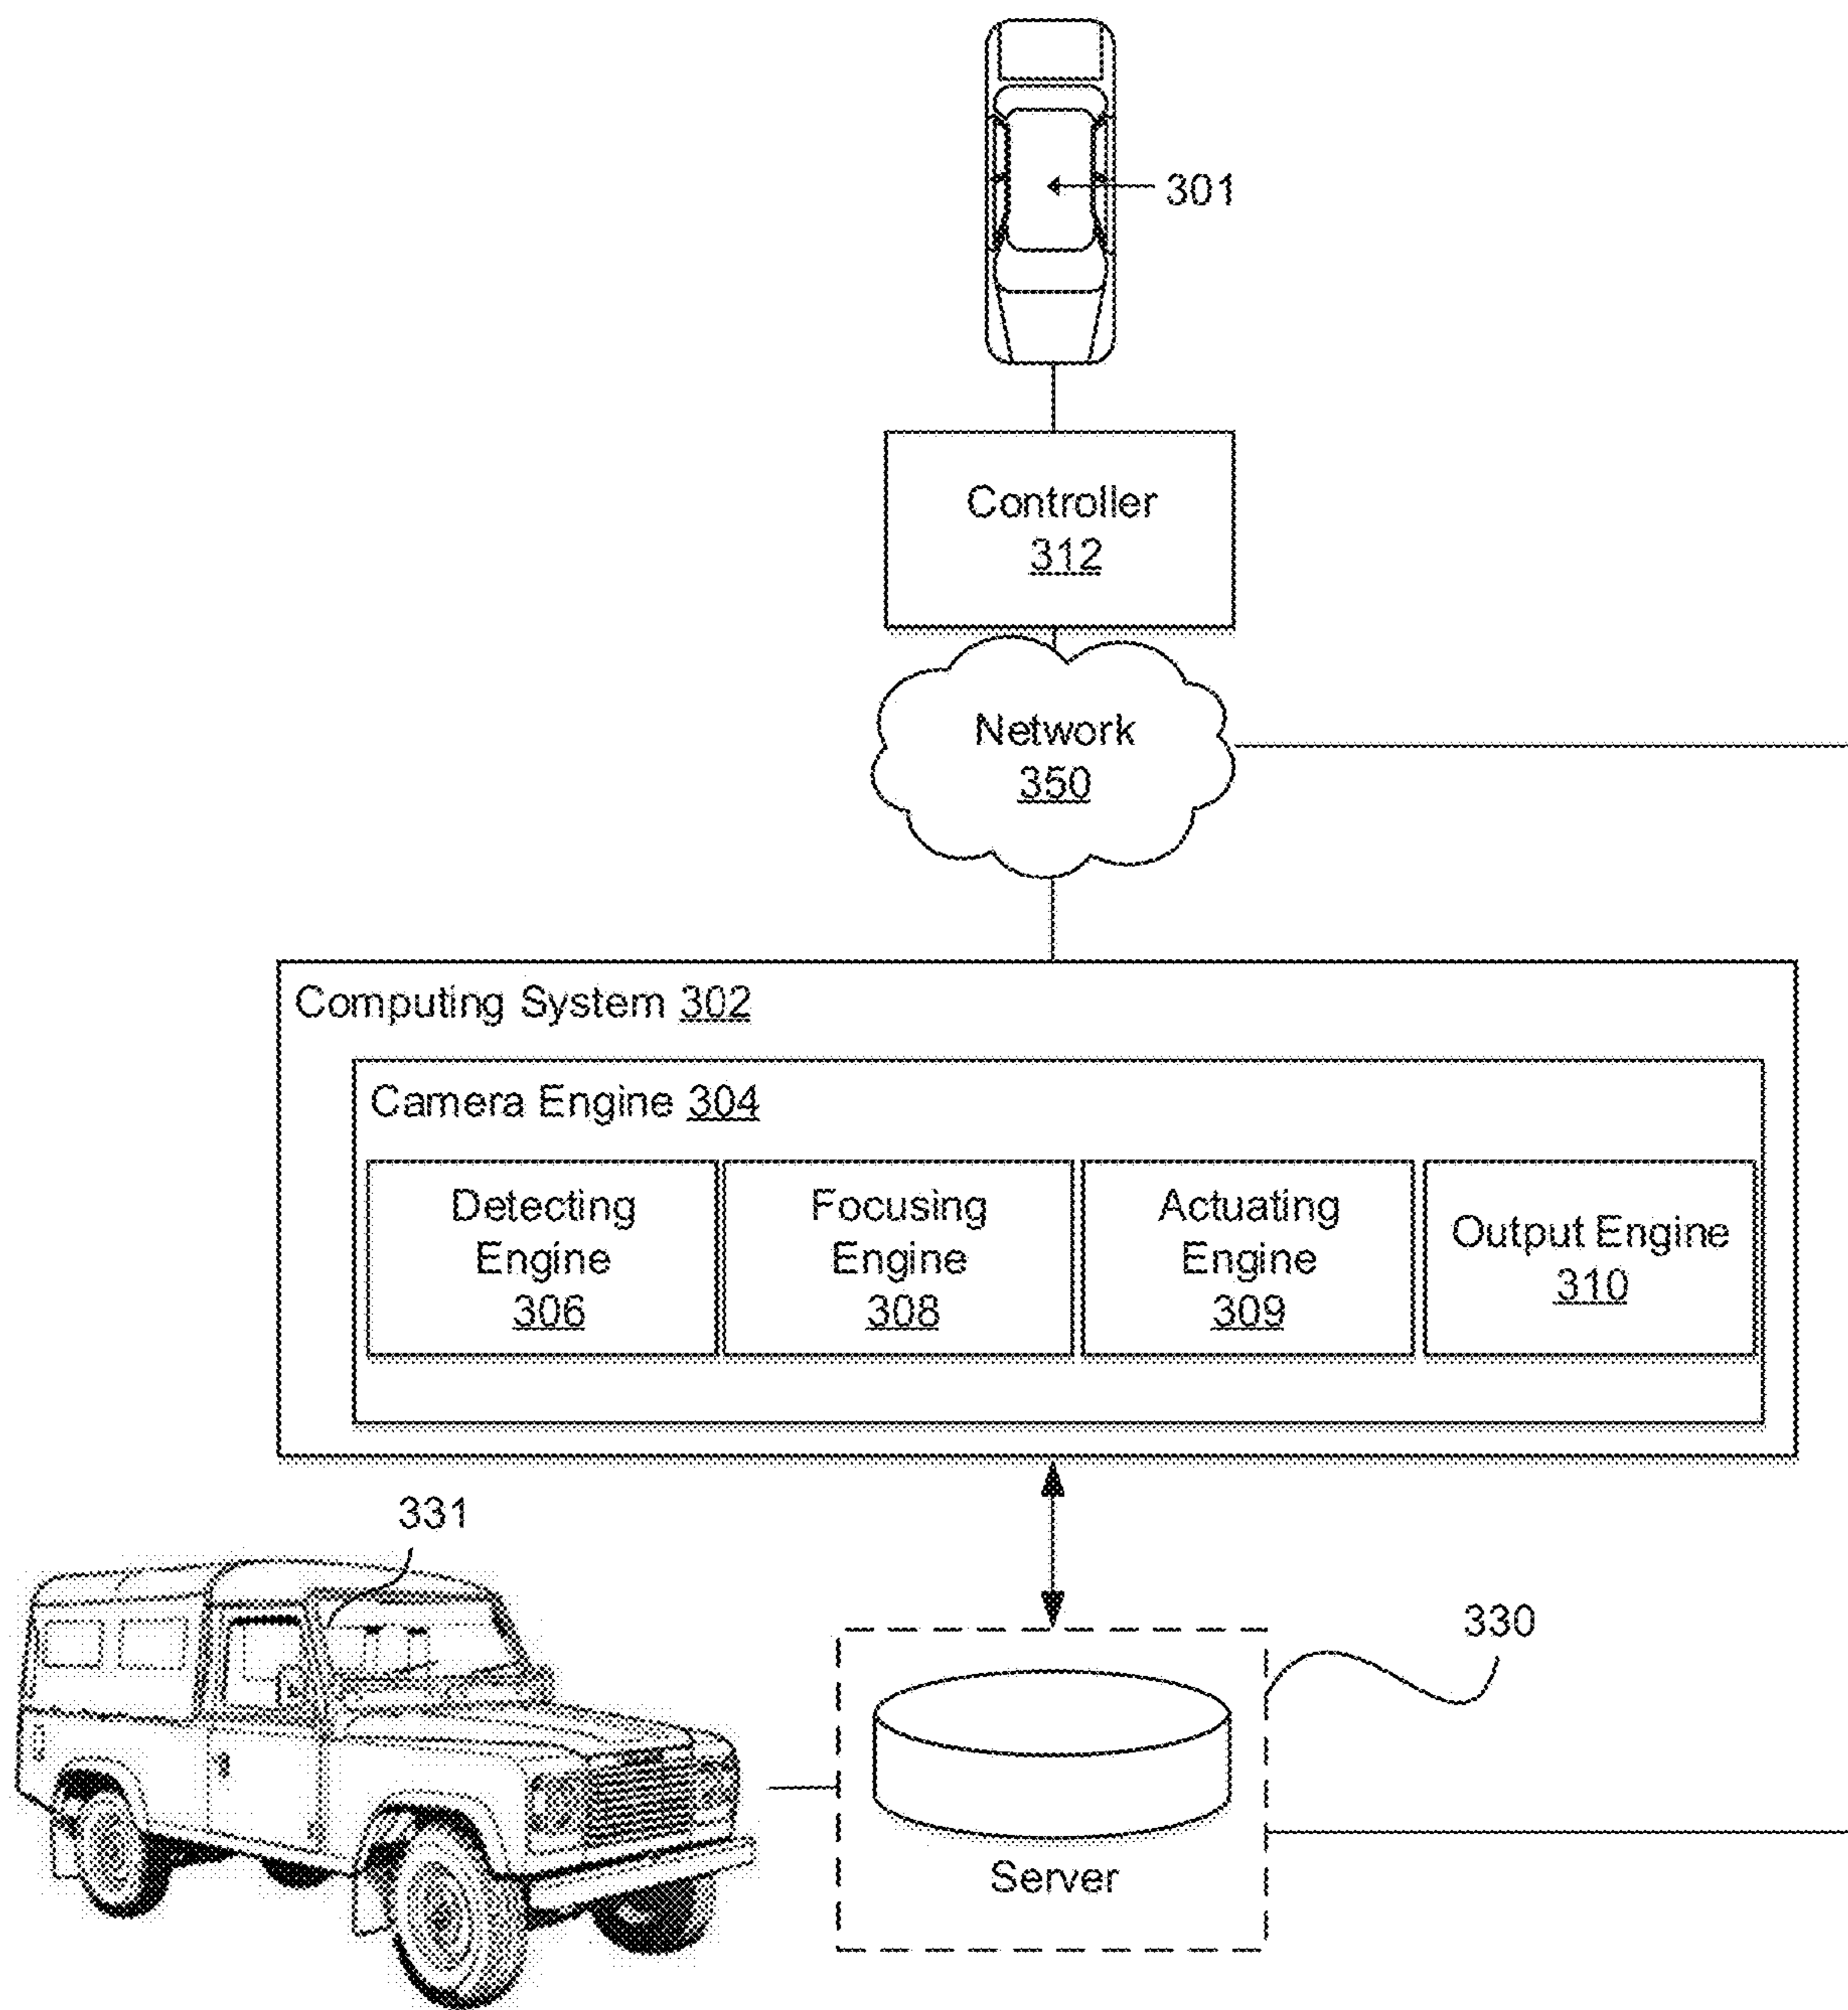 301
Controller
312
Network
350
Computing System 302
Camera Engine 304
Detecting
Engine
306
Focusing
Engine
308
Actuating
Engine
309
Output Engine
310
331
330
Server